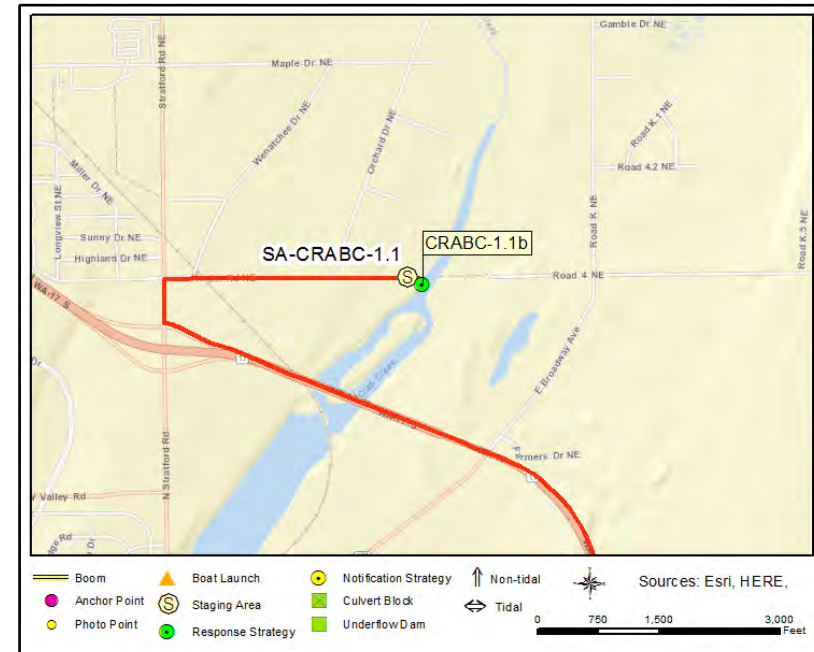 Gamble Dr NE
Maple Dr NE
Stratford Rd NE
Wenatchee Dr NE
Orchard Dr NE
Road K.1 NE
Miller Dr NE
Road 4.2 NE
Longview St NE
Road K NE
Road K.5 NE
Sunny Dr NE
Highland Dr NE
SA-CRABC-1.1
CRABC-1.1b
S
Road 4 NE
WA-17 S
E Broadway Ave
Crab Creek
WA-17 S
Farmers Dr NE
N Stratford Rd
Valley Rd
Boom
Boat Launch
Notification Strategy
Non-tidal
Sources: Esri, HERE,
Anchor Point
S Staging Area
Culvert Block
Tidal
Photo Point
Response Strategy
Underflow Dam
0 750 1,500 3,000
Feet